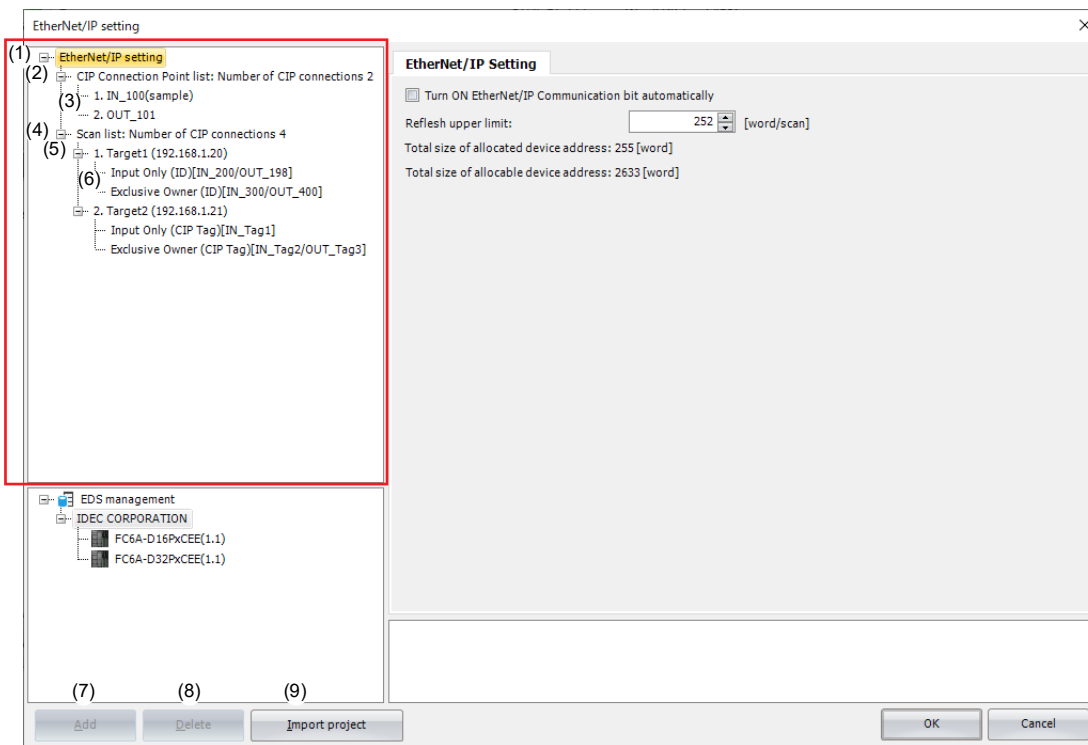 EtherNet/IP setting
(1) EtherNet/IP setting
(2) CIP Connection Point list: Number of CIP connections 2
(3) 1. IN_100(sample)
2. OUT_101
(4) Scan list: Number of CIP connections 4
(5) 1. Target1 (192.168.1.20)
(6) Input Only (ID)[IN_200/OUT_198]
Exclusive Owner (ID)[IN_300/OUT_400]
2. Target2 (192.168.1.21)
Input Only (CIP Tag)[IN_Tag1]
Exclusive Owner (CIP Tag)[IN_Tag2/OUT_Tag3]
EtherNet/IP Setting
Turn ON EtherNet/IP Communication bit automatically
Reflesh upper limit: 252 [word/scan]
Total size of allocated device address: 255 [word]
Total size of allocable device address: 2633 [word]
EDS management
IDEC CORPORATION
FC6A-D16PxCEE(1.1)
FC6A-D32PxCEE(1.1)
(7) (8) (9)
Add Delete Import project OK Cancel